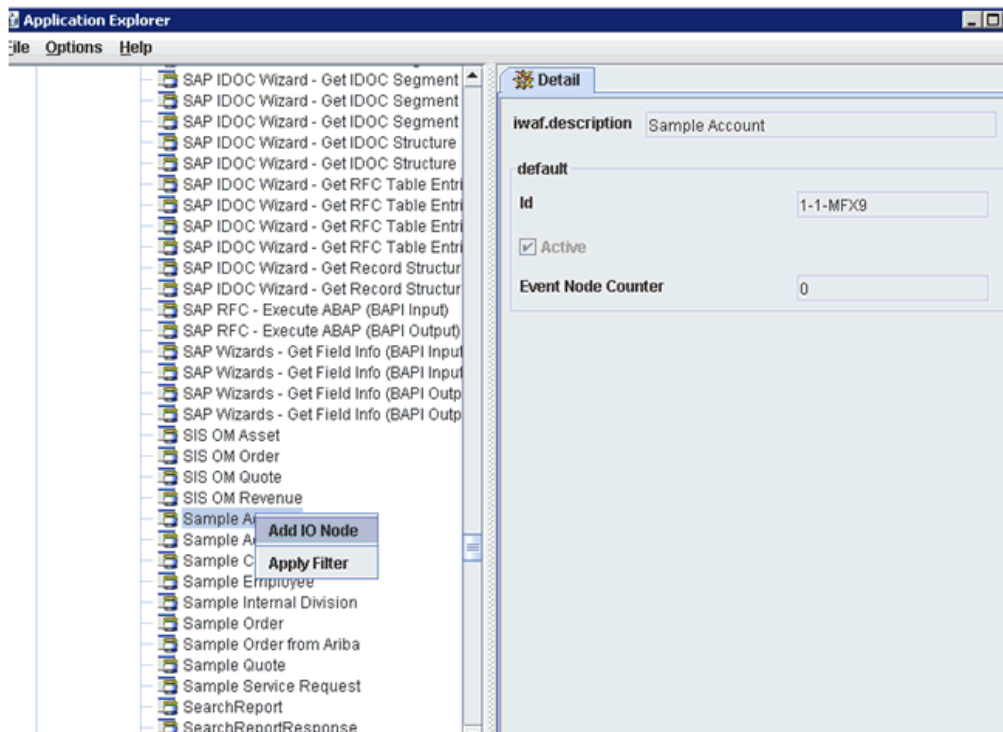 Application Explorer
File Options Help
SAP IDOC Wizard - Get IDOC Segment
SAP IDOC Wizard - Get IDOC Segment
SAP IDOC Wizard - Get IDOC Segment
SAP IDOC Wizard - Get IDOC Structure
SAP IDOC Wizard - Get IDOC Structure
SAP IDOC Wizard - Get RFC Table Entri
SAP IDOC Wizard - Get RFC Table Entri
SAP IDOC Wizard - Get RFC Table Entri
SAP IDOC Wizard - Get RFC Table Entri
SAP IDOC Wizard - Get Record Structur
SAP IDOC Wizard - Get Record Structur
SAP RFC - Execute ABAP (BAPI Input)
SAP RFC - Execute ABAP (BAPI Output)
SAP Wizards - Get Field Info (BAPI Input
SAP Wizards - Get Field Info (BAPI Input
SAP Wizards - Get Field Info (BAPI Outp
SAP Wizards - Get Field Info (BAPI Outp
SIS OM Asset
SIS OM Order
SIS OM Quote
SIS OM Revenue
Sample A
Sample A
Sample C
Sample Employee
Sample Internal Division
Sample Order
Sample Order from Ariba
Sample Quote
Sample Service Request
SearchReport
SearchReportResponse
Add IO Node
Apply Filter
Detail
iwaf.description Sample Account
default
Id 1-1-MFX9
Active
Event Node Counter 0